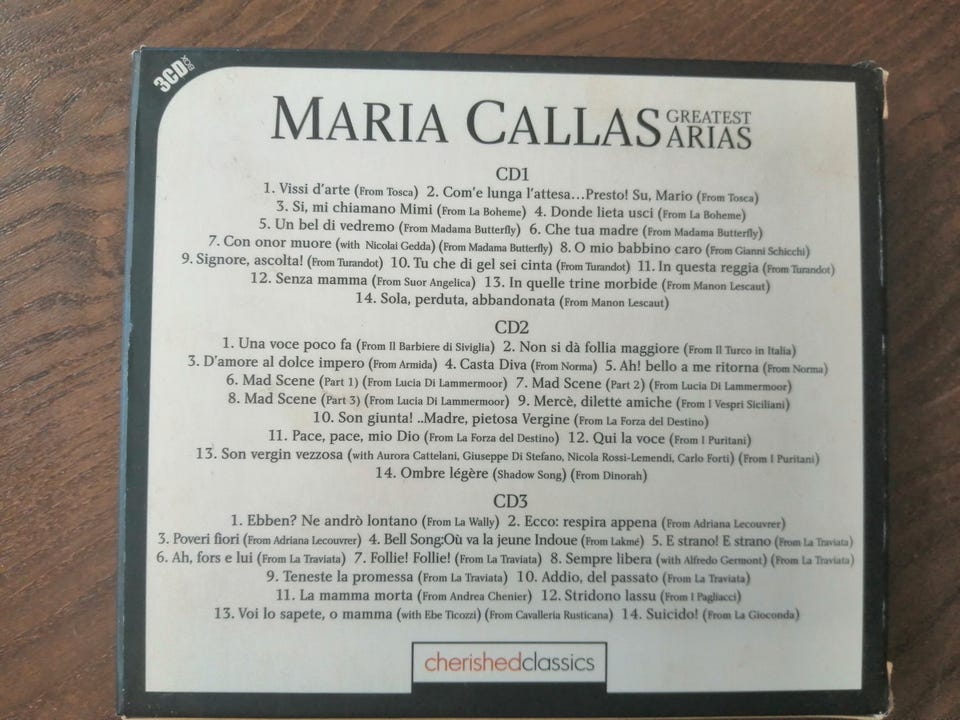 3CD BOX
MARIA CALLAS GREATEST ARIAS
CD1
1. Vissi d'arte (From Tosca) 2. Com'e lunga l'attesa...Presto! Su, Mario (From Tosca)
3. Si, mi chiamano Mimi (From La Boheme) 4. Donde lieta usci (From La Boheme)
5. Un bel di vedremo (From Madama Butterfly) 6. Che tua madre (From Madama Butterfly)
7. Con onor muore (with Nicolai Gedda) (From Madama Butterfly) 8. O mio babbino caro (From Gianni Schicchi)
9. Signore, ascolta! (From Turandot) 10. Tu che di gel sei cinta (From Turandot) 11. In questa reggia (From Turandot)
12. Senza mamma (From Suor Angelica) 13. In quelle trine morbide (From Manon Lescaut)
14. Sola, perduta, abbandonata (From Manon Lescaut)
CD2
1. Una voce poco fa (From Il Barbiere di Siviglia) 2. Non si dà follia maggiore (From Il Turco in Italia)
3. D'amore al dolce impero (From Armida) 4. Casta Diva (From Norma) 5. Ah! bello a me ritorna (From Norma)
6. Mad Scene (Part 1) (From Lucia Di Lammermoor) 7. Mad Scene (Part 2) (From Lucia Di Lammermoor)
8. Mad Scene (Part 3) (From Lucia Di Lammermoor) 9. Mercè, dilette amiche (From I Vespri Siciliani)
10. Son giunta! ..Madre, pietosa Vergine (From La Forza del Destino)
11. Pace, pace, mio Dio (From La Forza del Destino) 12. Qui la voce (From I Puritani)
13. Son vergin vezzosa (with Aurora Cattelani, Giuseppe Di Stefano, Nicola Rossi-Lemendi, Carlo Forti) (From I Puritani)
14. Ombre légère (Shadow Song) (From Dinorah)
CD3
1. Ebben? Ne andrò lontano (From La Wally) 2. Ecco: respira appena (From Adriana Lecouvrer)
3. Poveri fiori (From Adriana Lecouvrer) 4. Bell Song:Où va la jeune Indoue (From Lakmé) 5. E strano! E strano (From La Traviata)
6. Ah, fors e lui (From La Traviata) 7. Follie! Follie! (From La Traviata) 8. Sempre libera (with Alfredo Germont) (From La Traviata)
9. Teneste la promessa (From La Traviata) 10. Addio, del passato (From La Traviata)
11. La mamma morta (From Andrea Chenier) 12. Stridono lassu (From I Pagliacci)
13. Voi lo sapete, o mamma (with Ebe Ticozzi) (From Cavalleria Rusticana) 14. Suicido! (From La Gioconda)
cherishedclassics